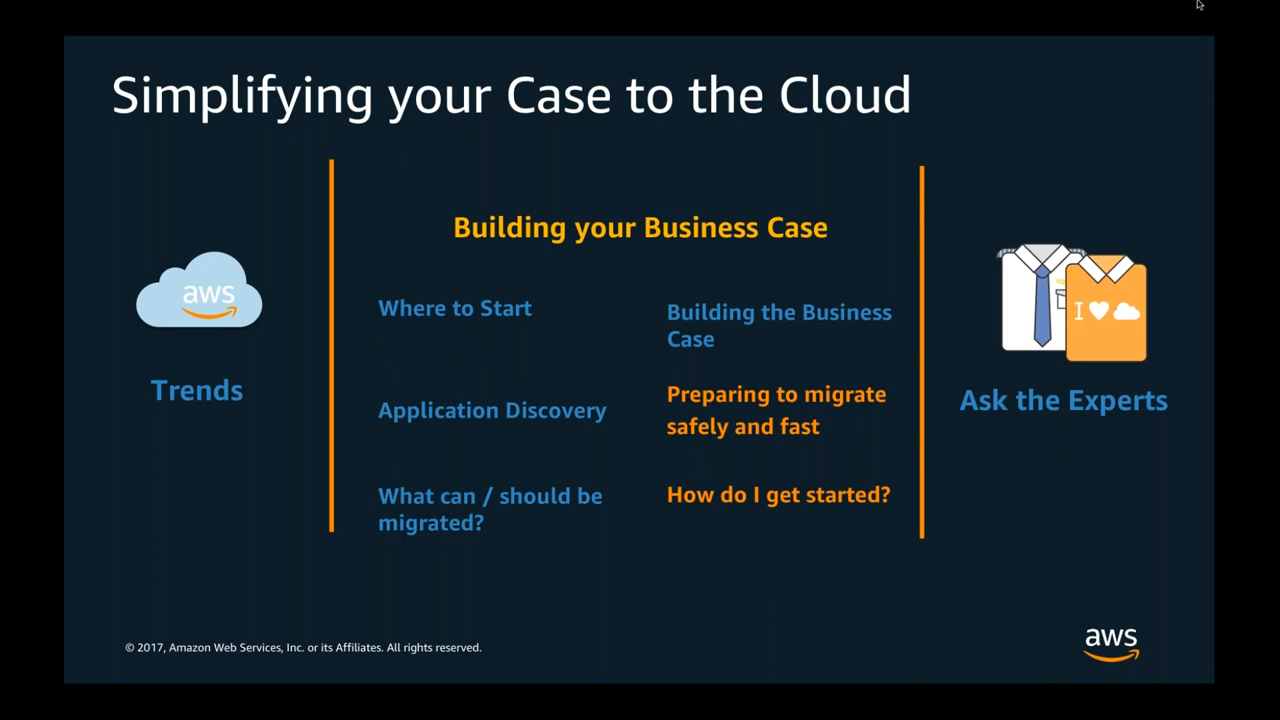 Simplifying your Case to the Cloud
aws
Trends
Building your Business Case
Where to Start
Application Discovery
What can / should be
migrated?
Building the Business
Case
Preparing to migrate
safely and fast
How do I get started?
I
Ask the Experts
© 2017, Amazon Web Services, Inc. or its Affiliates. All rights reserved.
aws